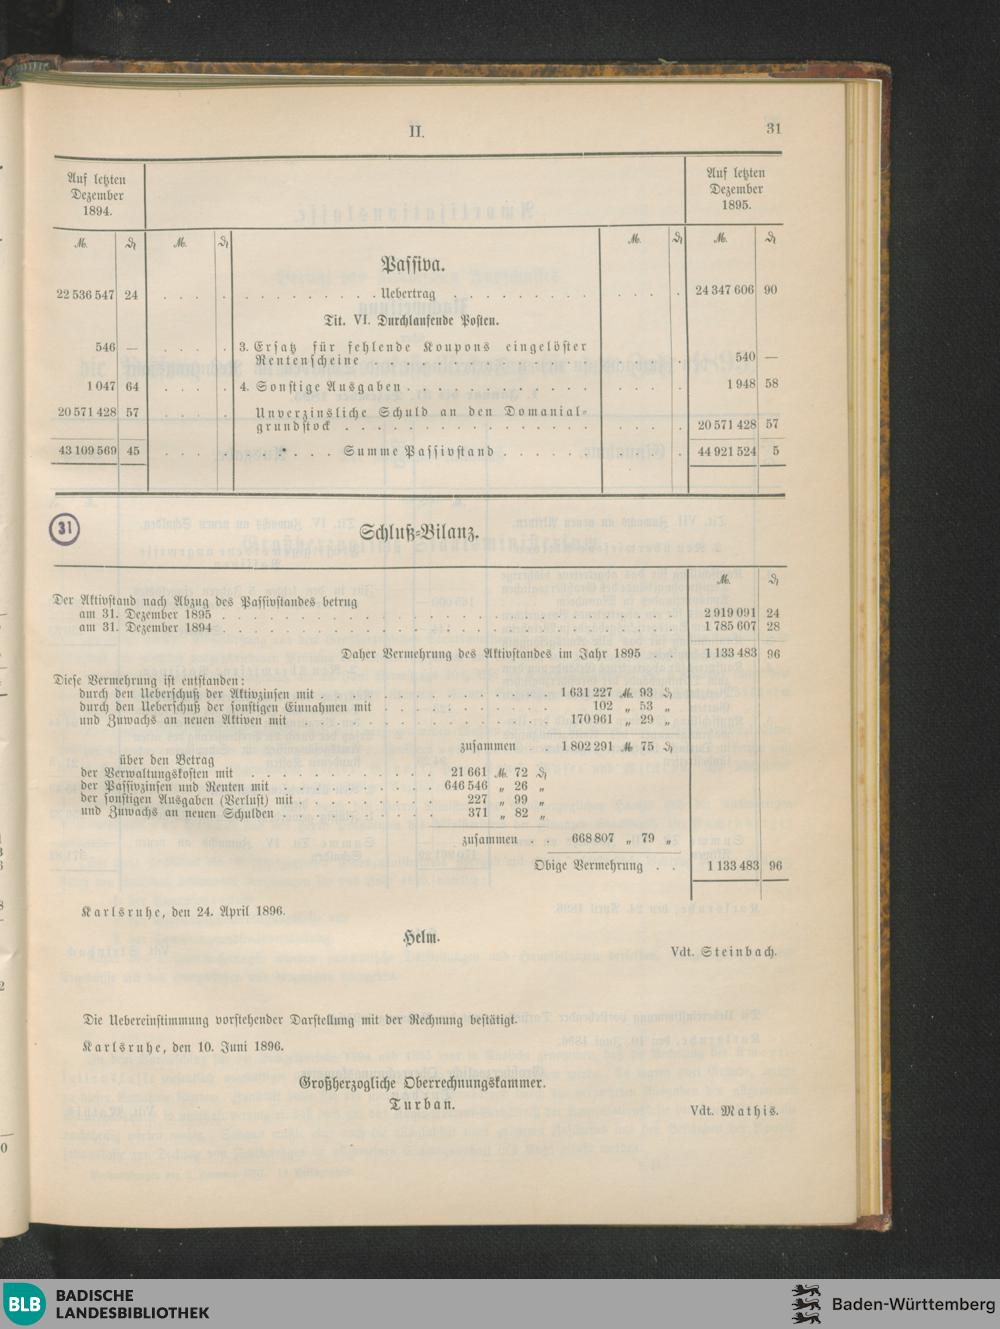 II. 31
Auf letzten Dezember 1894. Auf letzten Dezember 1895.
ℳ. ₰ ℳ. ₰ ℳ. ₰ ℳ. ₰
Passiva.
22 536 547 24 . . . . . . . . . . . . . . Uebertrag . . . . . . . . . . . . . 24 347 606 90
Tit. VI. Durchlaufende Posten.
546 — . . . . . 3. Ersatz für fehlende Koupons eingelöster
Rentenscheine . . . . . . . . . . . . . . . . 540 —
1 047 64 . . . . . 4. Sonstige Ausgaben . . . . . . . . . . . . . . . 1 948 58
20 571 428 57 . . . . . Unverzinsliche Schuld an den Domanial-
grundstock . . . . . . . . . . . . . . . . . . 20 571 428 57
43 109 569 45 . . . . . . . . . Summe Passivstand . . . . . . . . . . . 44 921 524 5
31
Schluß-Bilanz.
ℳ. ₰
Der Aktivstand nach Abzug des Passivstandes betrug
am 31. Dezember 1895 . . . . . . . . . . . . . . . . . . . . 2 919 091 24
am 31. Dezember 1894 . . . . . . . . . . . . . . . . . . . . 1 785 607 28
Daher Vermehrung des Aktivstandes im Jahr 1895 . . 1 133 483 96
Diese Vermehrung ist entstanden:
durch den Ueberschuß der Aktivzinsen mit . . . . . . . . . . . . 1 631 227 ℳ. 93 ₰
durch den Ueberschuß der sonstigen Einnahmen mit . . . . . . . . . 102 „ 53 „
und Zuwachs an neuen Aktiven mit . . . . . . . . . . . . . 170 961 „ 29 „
zusammen . 1 802 291 ℳ 75 ₰
über den Betrag
der Verwaltungskosten mit . . . . . . . . . . . 21 661 ℳ. 72 ₰
der Passivzinsen und Renten mit . . . . . . . . . 646 546 „ 26 „
der sonstigen Ausgaben (Verlust) mit . . . . . . . . 227 „ 99 „
und Zuwachs an neuen Schulden . . . . . . . . . 371 „ 82 „
zusammen . . 668 807 „ 79 „
Obige Vermehrung . . 1 133 483 96
Karlsruhe, den 24. April 1896.
Helm.
Vdt. Steinbach.
Die Uebereinstimmung vorstehender Darstellung mit der Rechnung bestätigt.
Karlsruhe, den 10. Juni 1896.
Großherzogliche Oberrechnungskammer.
Turban.
Vdt. Mathis.
BLB BADISCHE
LANDESBIBLIOTHEK
Baden-Württemberg